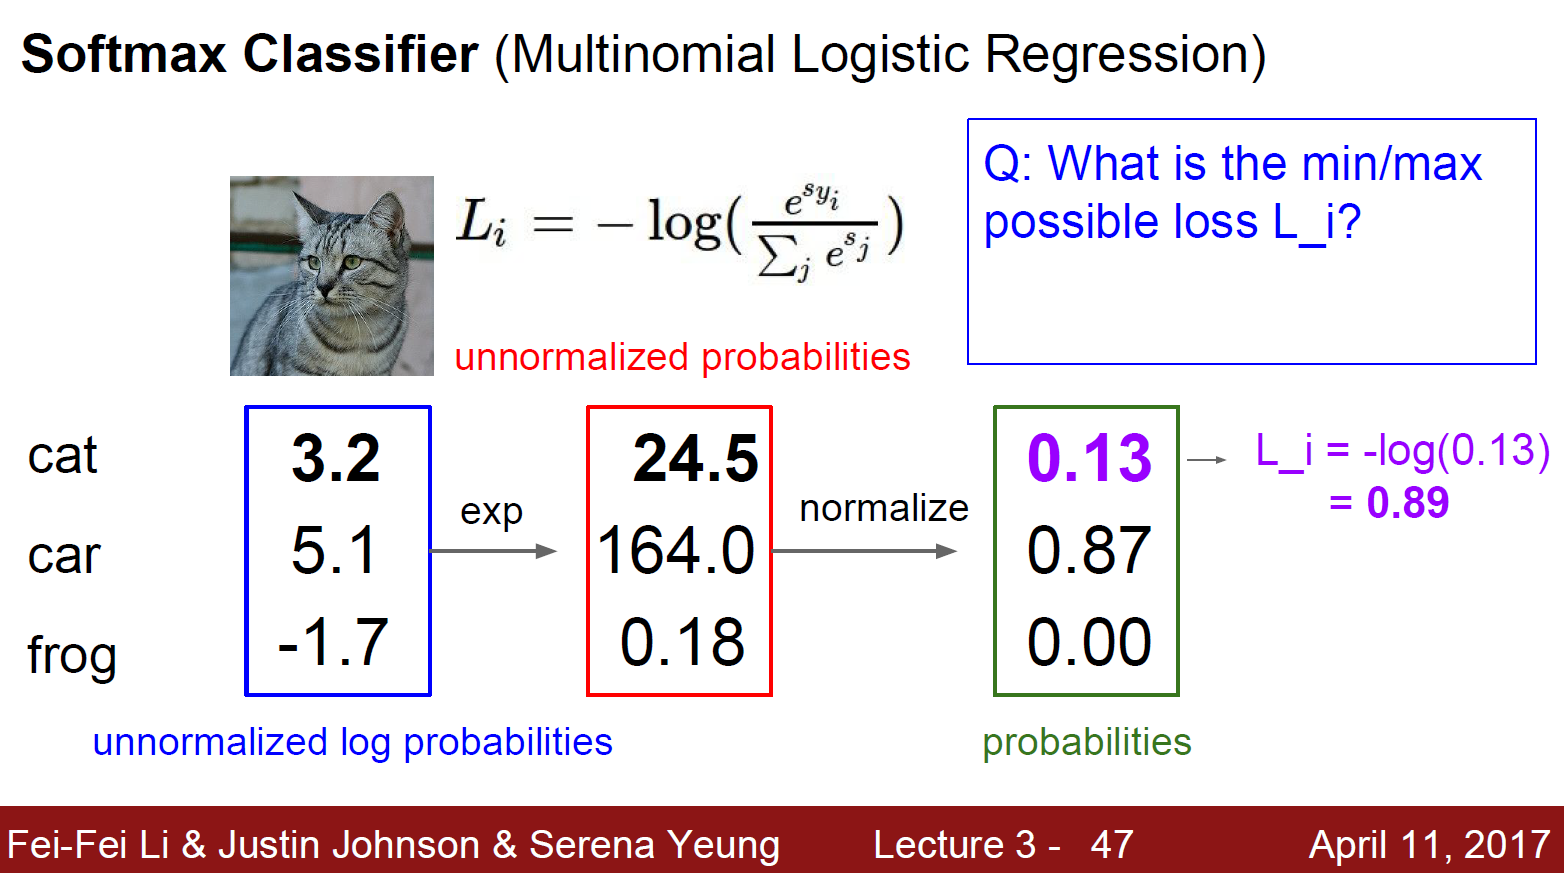 Softmax Classifier (Multinomial Logistic Regression)
L_i = − log( e^{s_{y_i}} / ∑_j e^{s_j} )
Q: What is the min/max
possible loss L_i?
unnormalized probabilities
cat 3.2 24.5 0.13 L_i = -log(0.13)
= 0.89
exp normalize
car 5.1 164.0 0.87
frog -1.7 0.18 0.00
unnormalized log probabilities probabilities
Fei-Fei Li & Justin Johnson & Serena Yeung Lecture 3 - 47 April 11, 2017